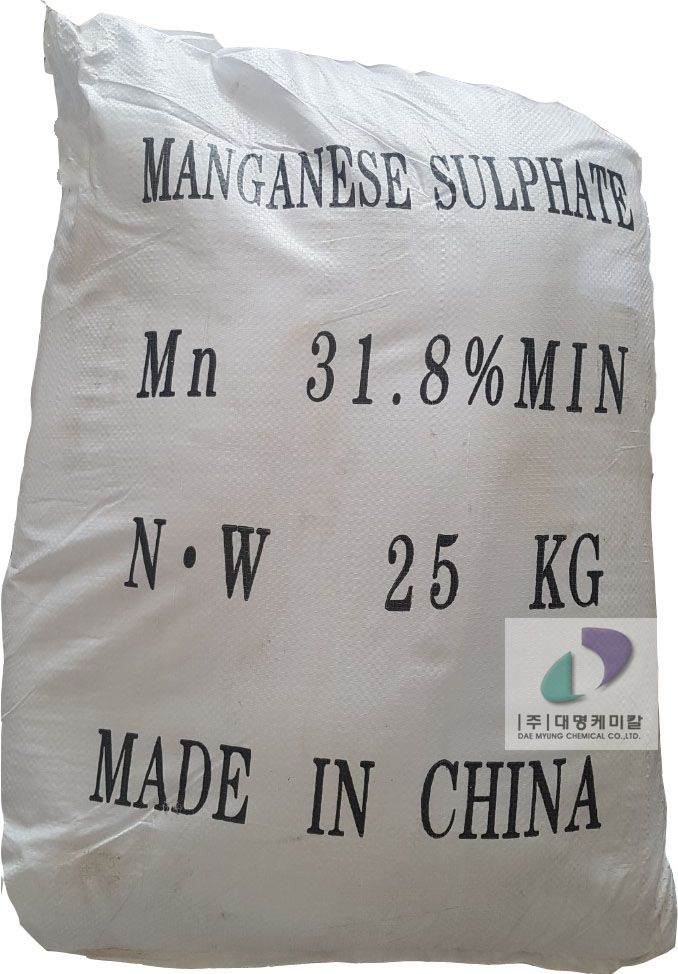 MANGANESE SULPHATE
Mn 31.8%MIN
N·W 25 KG
|주|대명케미칼
DAE MYUNG CHEMICAL CO.,LTD.
MADE IN CHINA